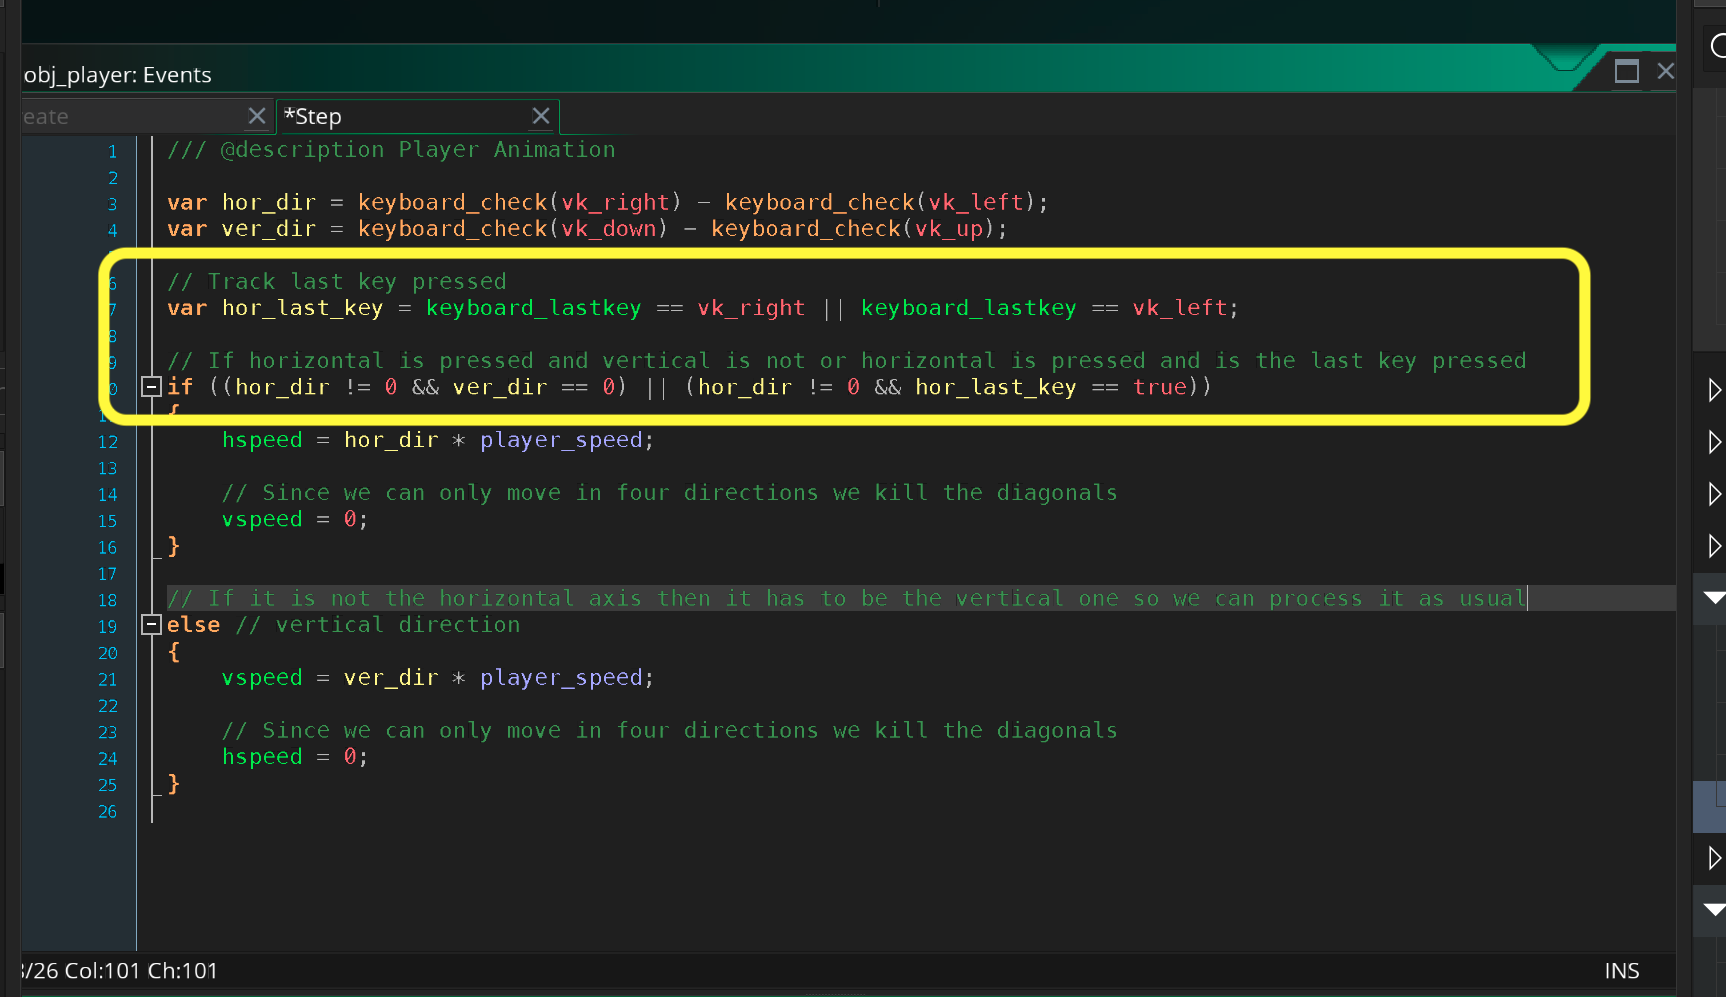 obj_player: Events
eate
*Step
1 /// @description Player Animation
2
3 var hor_dir = keyboard_check(vk_right) - keyboard_check(vk_left);
4 var ver_dir = keyboard_check(vk_down) - keyboard_check(vk_up);
6 // Track last key pressed
7 var hor_last_key = keyboard_lastkey == vk_right || keyboard_lastkey == vk_left;
8
9 // If horizontal is pressed and vertical is not or horizontal is pressed and is the last key pressed
0 if ((hor_dir != 0 && ver_dir == 0) || (hor_dir != 0 && hor_last_key == true))
{
12 hspeed = hor_dir * player_speed;
13
14 // Since we can only move in four directions we kill the diagonals
15 vspeed = 0;
16 }
17
18 // If it is not the horizontal axis then it has to be the vertical one so we can process it as usual
19 else // vertical direction
20 {
21 vspeed = ver_dir * player_speed;
22
23 // Since we can only move in four directions we kill the diagonals
24 hspeed = 0;
25 }
26
/26 Col:101 Ch:101
INS